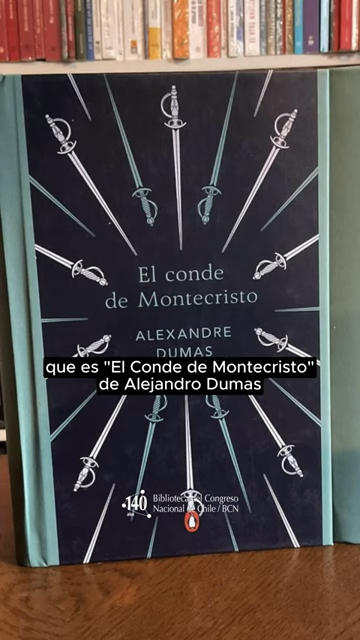 El conde
de Montecristo
ALEXANDRE
DUMAS
que es "El Conde de Montecristo"
de Alejandro Dumas
140 Biblioteca del Congreso
Nacional de Chile / BCN